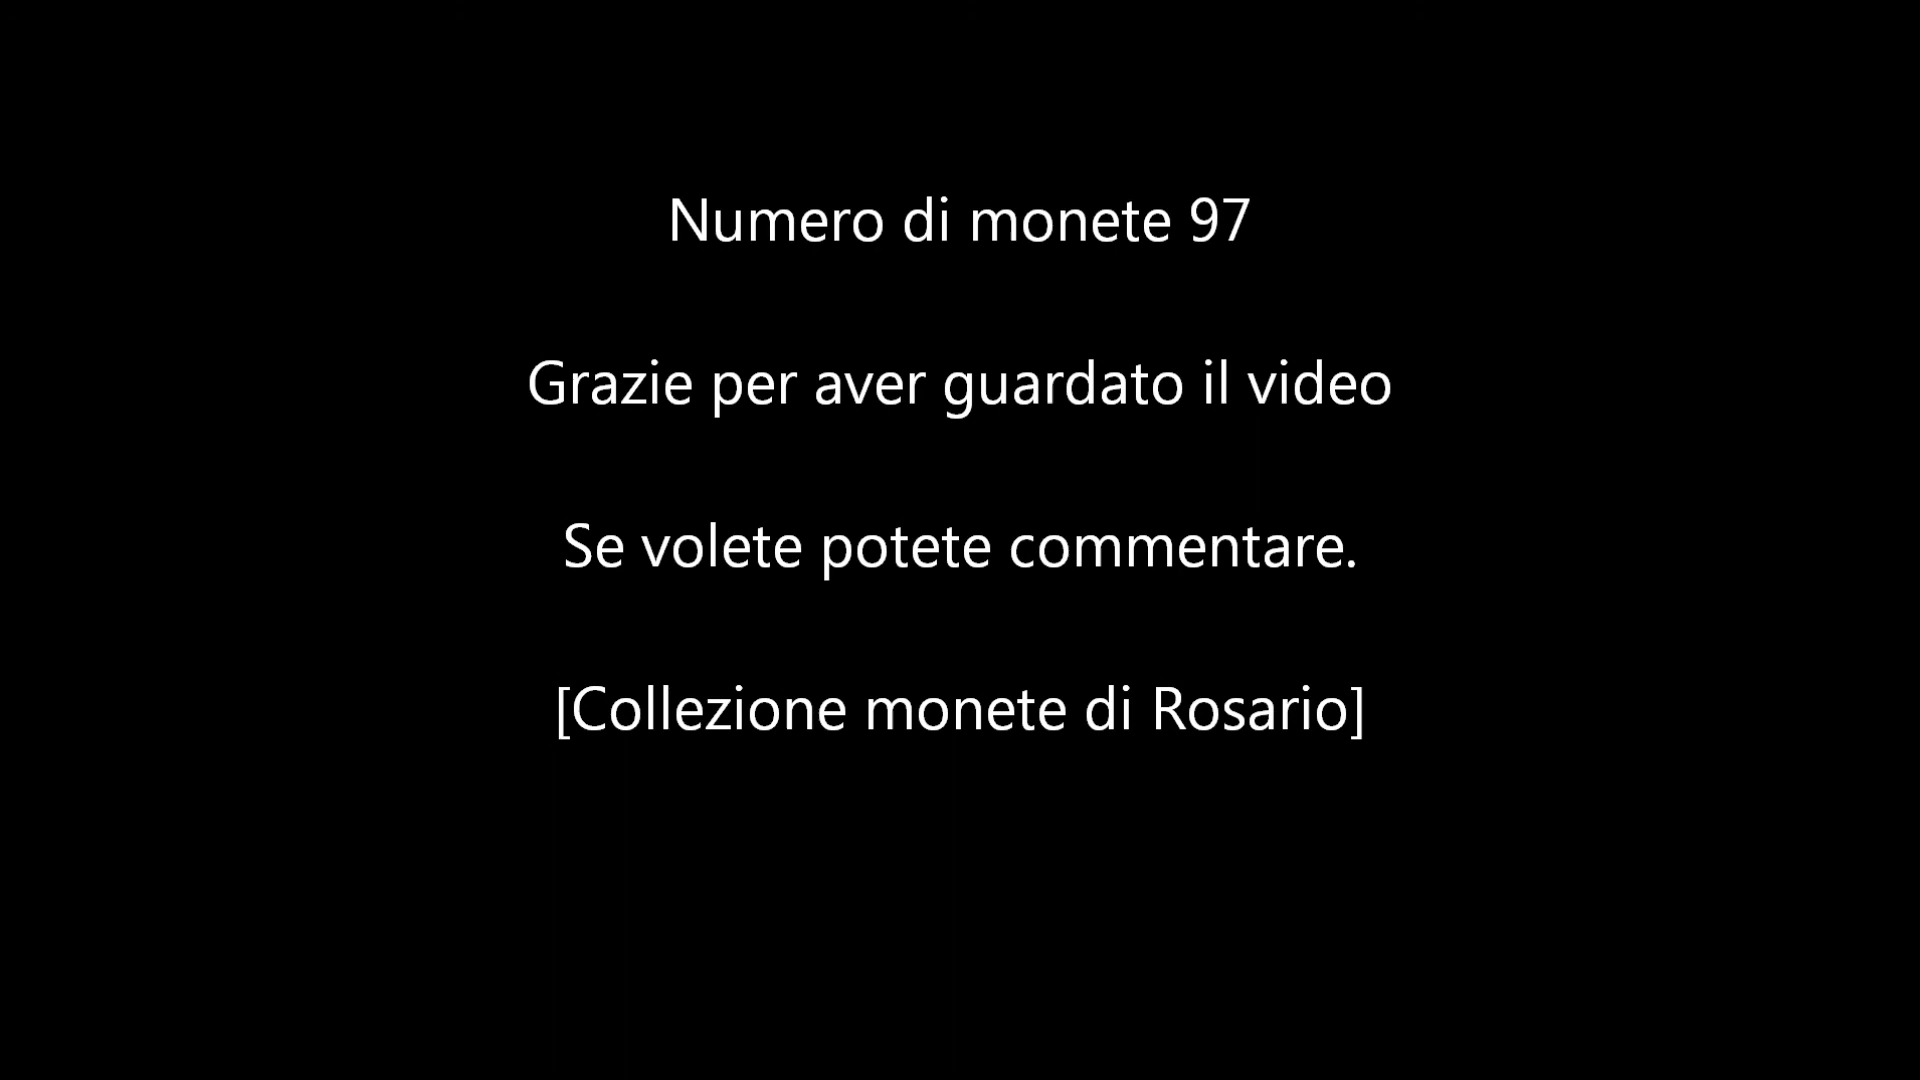 Numero di monete 97
Grazie per aver guardato il video
Se volete potete commentare.
[Collezione monete di Rosario]